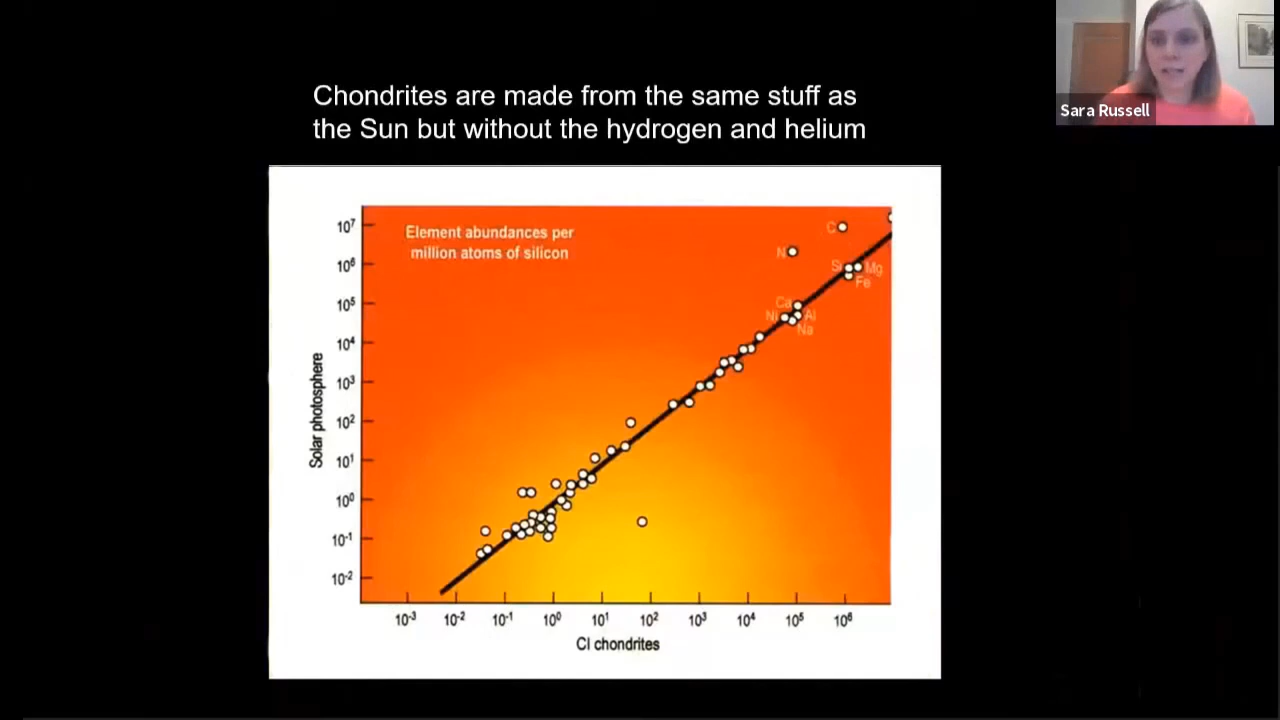 Chondrites are made from the same stuff as
the Sun but without the hydrogen and helium
Sara Russell
Element abundances per
million atoms of silicon
10⁷
10⁶
10⁵
10⁴
10³
10²
10¹
10⁰
10⁻¹
10⁻²
Solar photosphere
C
N
Si Mg
Fe
Ca
Ni Al
Na
10⁻³ 10⁻² 10⁻¹ 10⁰ 10¹ 10² 10³ 10⁴ 10⁵ 10⁶
CI chondrites